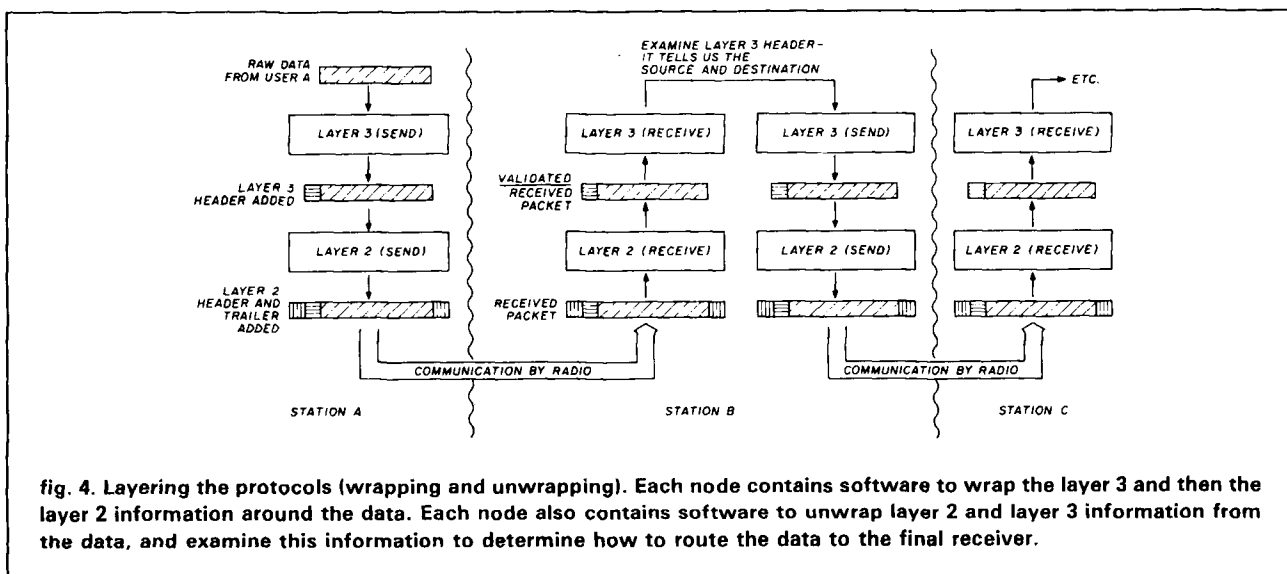 RAW DATA
FROM USER A
LAYER 3 (SEND)
LAYER 3
HEADER ADDED
LAYER 2 (SEND)
LAYER 2
HEADER AND
TRAILER
ADDED
COMMUNICATION BY RADIO
STATION A
EXAMINE LAYER 3 HEADER-
IT TELLS US THE
SOURCE AND DESTINATION
LAYER 3 (RECEIVE)
VALIDATED
RECEIVED
PACKET
LAYER 2 (RECEIVE)
RECEIVED
PACKET
LAYER 3 (SEND)
LAYER 2 (SEND)
STATION B
COMMUNICATION BY RADIO
ETC.
LAYER 3 (RECEIVE)
LAYER 2 (RECEIVE)
STATION C
fig. 4. Layering the protocols (wrapping and unwrapping). Each node contains software to wrap the layer 3 and then the
layer 2 information around the data. Each node also contains software to unwrap layer 2 and layer 3 information from
the data, and examine this information to determine how to route the data to the final receiver.